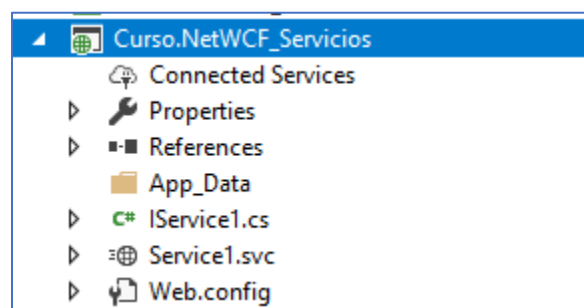 Curso.NetWCF_Servicios
Connected Services
Properties
References
App_Data
C# IService1.cs
Service1.svc
Web.config